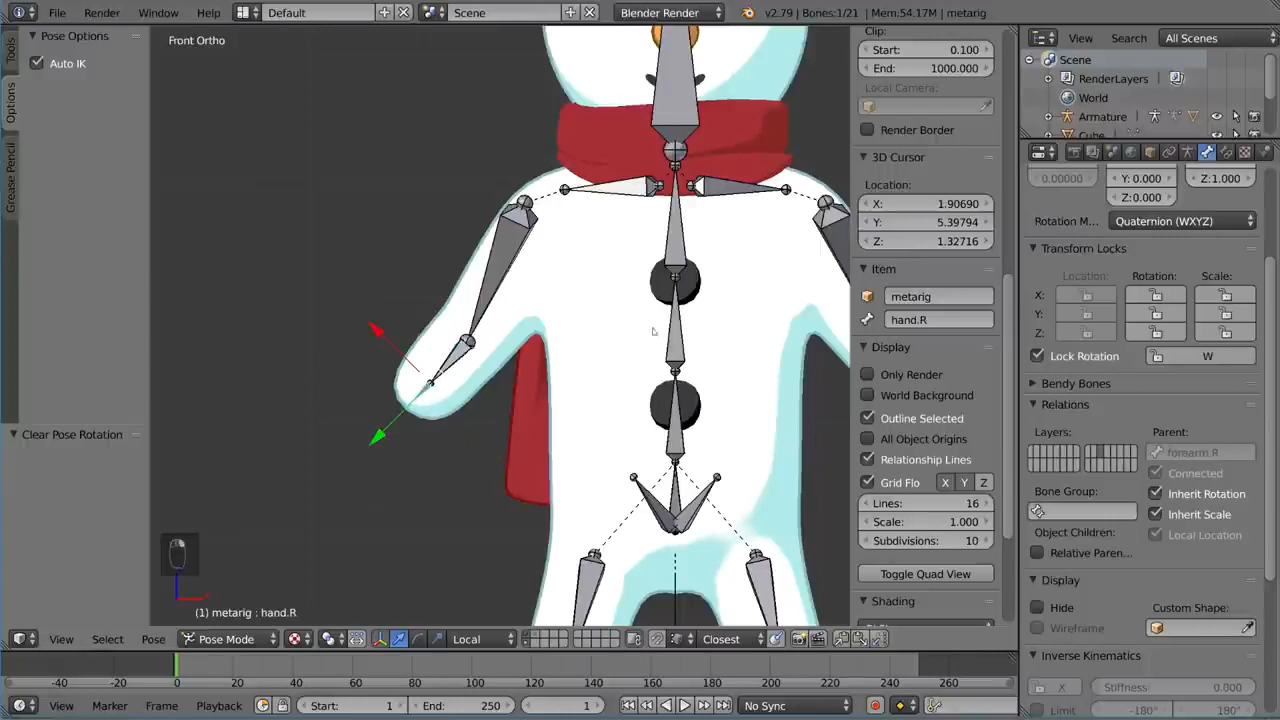 File Render Window Help Default Scene Blender Render v2.79 | Bones:1/21 | Mem:54.17M | metarig
Pose Options
Auto IK
Tools
Options
Grease Pencil
Clear Pose Rotation
Front Ortho
(1) metarig : hand.R
Clip:
Start: 0.100
End: 1000.000
Local Camera:
Render Border
3D Cursor
Location:
X: 1.90690
Y: 5.39794
Z: 1.32716
Item
metarig
hand.R
Display
Only Render
World Background
Outline Selected
All Object Origins
Relationship Lines
Grid Flo X Y Z
Lines: 16
Scale: 1.000
Subdivisions: 10
Toggle Quad View
Shading
View Search All Scenes
Scene
RenderLayers
World
Armature
Cube
0.00000 Y: 0.000 Z:1.000
Z:0.000
Rotation M... Quaternion (WXYZ)
Transform Locks
Location: Rotation: Scale:
X:
Y:
Z:
Lock Rotation W
Bendy Bones
Relations
Layers: Parent:
forearm.R
Connected
Bone Group: Inherit Rotation
Inherit Scale
Object Children: Local Location
Relative Paren...
Display
Hide Custom Shape:
Wireframe
Inverse Kinematics
X Stiffness: 0.000
Limit -180° 180°
View Select Pose Pose Mode Local Closest
-40 -20 0 20 40 60 80 100 120 140 160 180 200 220 240 260
View Marker Frame Playback Start: 1 End: 250 1 No Sync